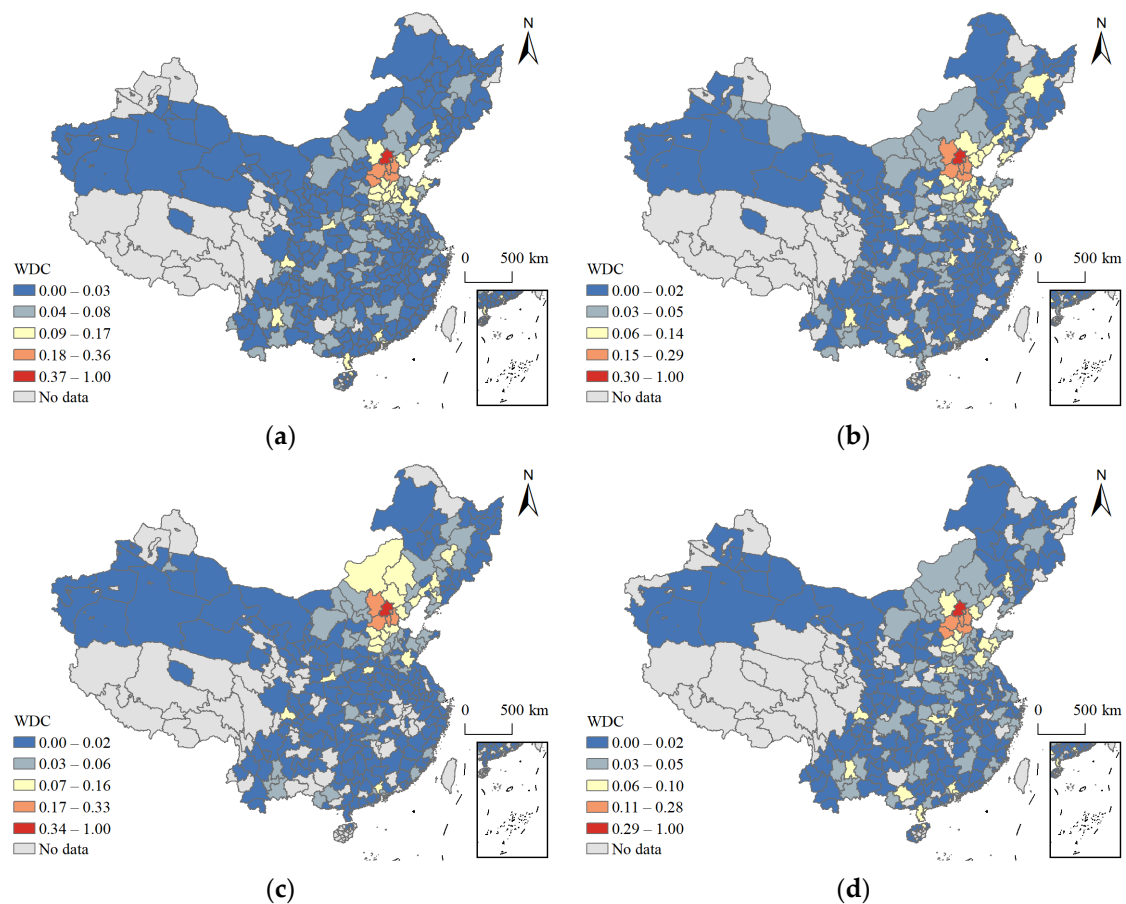 N
WDC
0.00 – 0.03
0.04 – 0.08
0.09 – 0.17
0.18 – 0.36
0.37 – 1.00
No data
0 500 km
(a)
N
WDC
0.00 – 0.02
0.03 – 0.05
0.06 – 0.14
0.15 – 0.29
0.30 – 1.00
No data
0 500 km
(b)
N
WDC
0.00 – 0.02
0.03 – 0.06
0.07 – 0.16
0.17 – 0.33
0.34 – 1.00
No data
0 500 km
(c)
N
WDC
0.00 – 0.02
0.03 – 0.05
0.06 – 0.10
0.11 – 0.28
0.29 – 1.00
No data
0 500 km
(d)